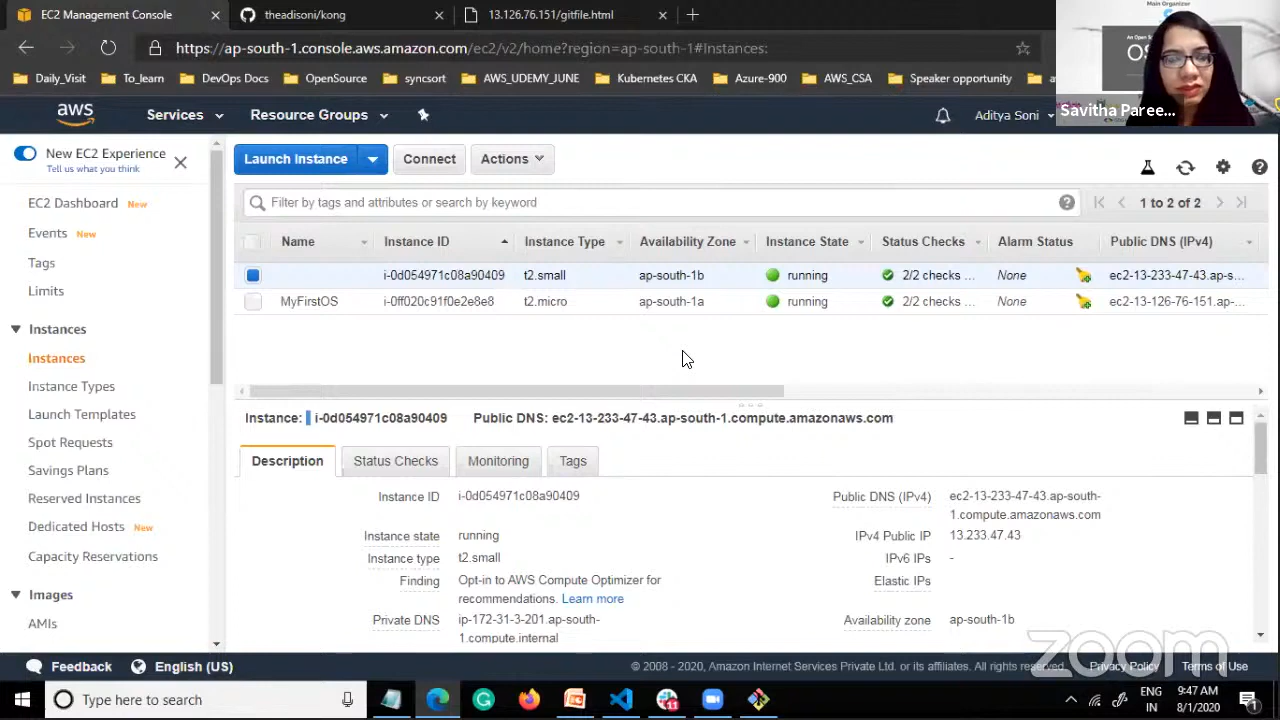 EC2 Management Console
theadisoni/kong
13.126.76.151/gitfile.html
Main Organizer
https://ap-south-1.console.aws.amazon.com/ec2/v2/home?region=ap-south-1#Instances:
An Open S
OS
Daily_Visit
To_learn
DevOps Docs
OpenSource
syncsort
AWS_UDEMY_JUNE
Kubernetes CKA
Azure-900
AWS_CSA
Speaker opportunity
Savitha Paree...
aws
Services
Resource Groups
Aditya Soni
New EC2 Experience
Tell us what you think
Launch Instance
Connect
Actions
EC2 Dashboard New
Events New
Tags
Limits
Instances
Instances
Instance Types
Launch Templates
Spot Requests
Savings Plans
Reserved Instances
Dedicated Hosts New
Capacity Reservations
Images
AMIs
Filter by tags and attributes or search by keyword
1 to 2 of 2
Name Instance ID Instance Type Availability Zone Instance State Status Checks Alarm Status Public DNS (IPv4)
i-0d054971c08a90409 t2.small ap-south-1b running 2/2 checks ... None ec2-13-233-47-43.ap-s...
MyFirstOS i-0ff020c91f0e2e8e8 t2.micro ap-south-1a running 2/2 checks ... None ec2-13-126-76-151.ap-...
Instance: i-0d054971c08a90409 Public DNS: ec2-13-233-47-43.ap-south-1.compute.amazonaws.com
Description Status Checks Monitoring Tags
Instance ID i-0d054971c08a90409
Instance state running
Instance type t2.small
Finding Opt-in to AWS Compute Optimizer for
recommendations. Learn more
Private DNS ip-172-31-3-201.ap-south-
1.compute.internal
Public DNS (IPv4) ec2-13-233-47-43.ap-south-
1.compute.amazonaws.com
IPv4 Public IP 13.233.47.43
IPv6 IPs -
Elastic IPs
Availability zone ap-south-1b
zoom
Feedback
English (US)
© 2008 - 2020, Amazon Internet Services Private Ltd. or its affiliates. All rights reserved.
Privacy Policy
Terms of Use
Type here to search
ENG
IN
9:47 AM
8/1/2020
1